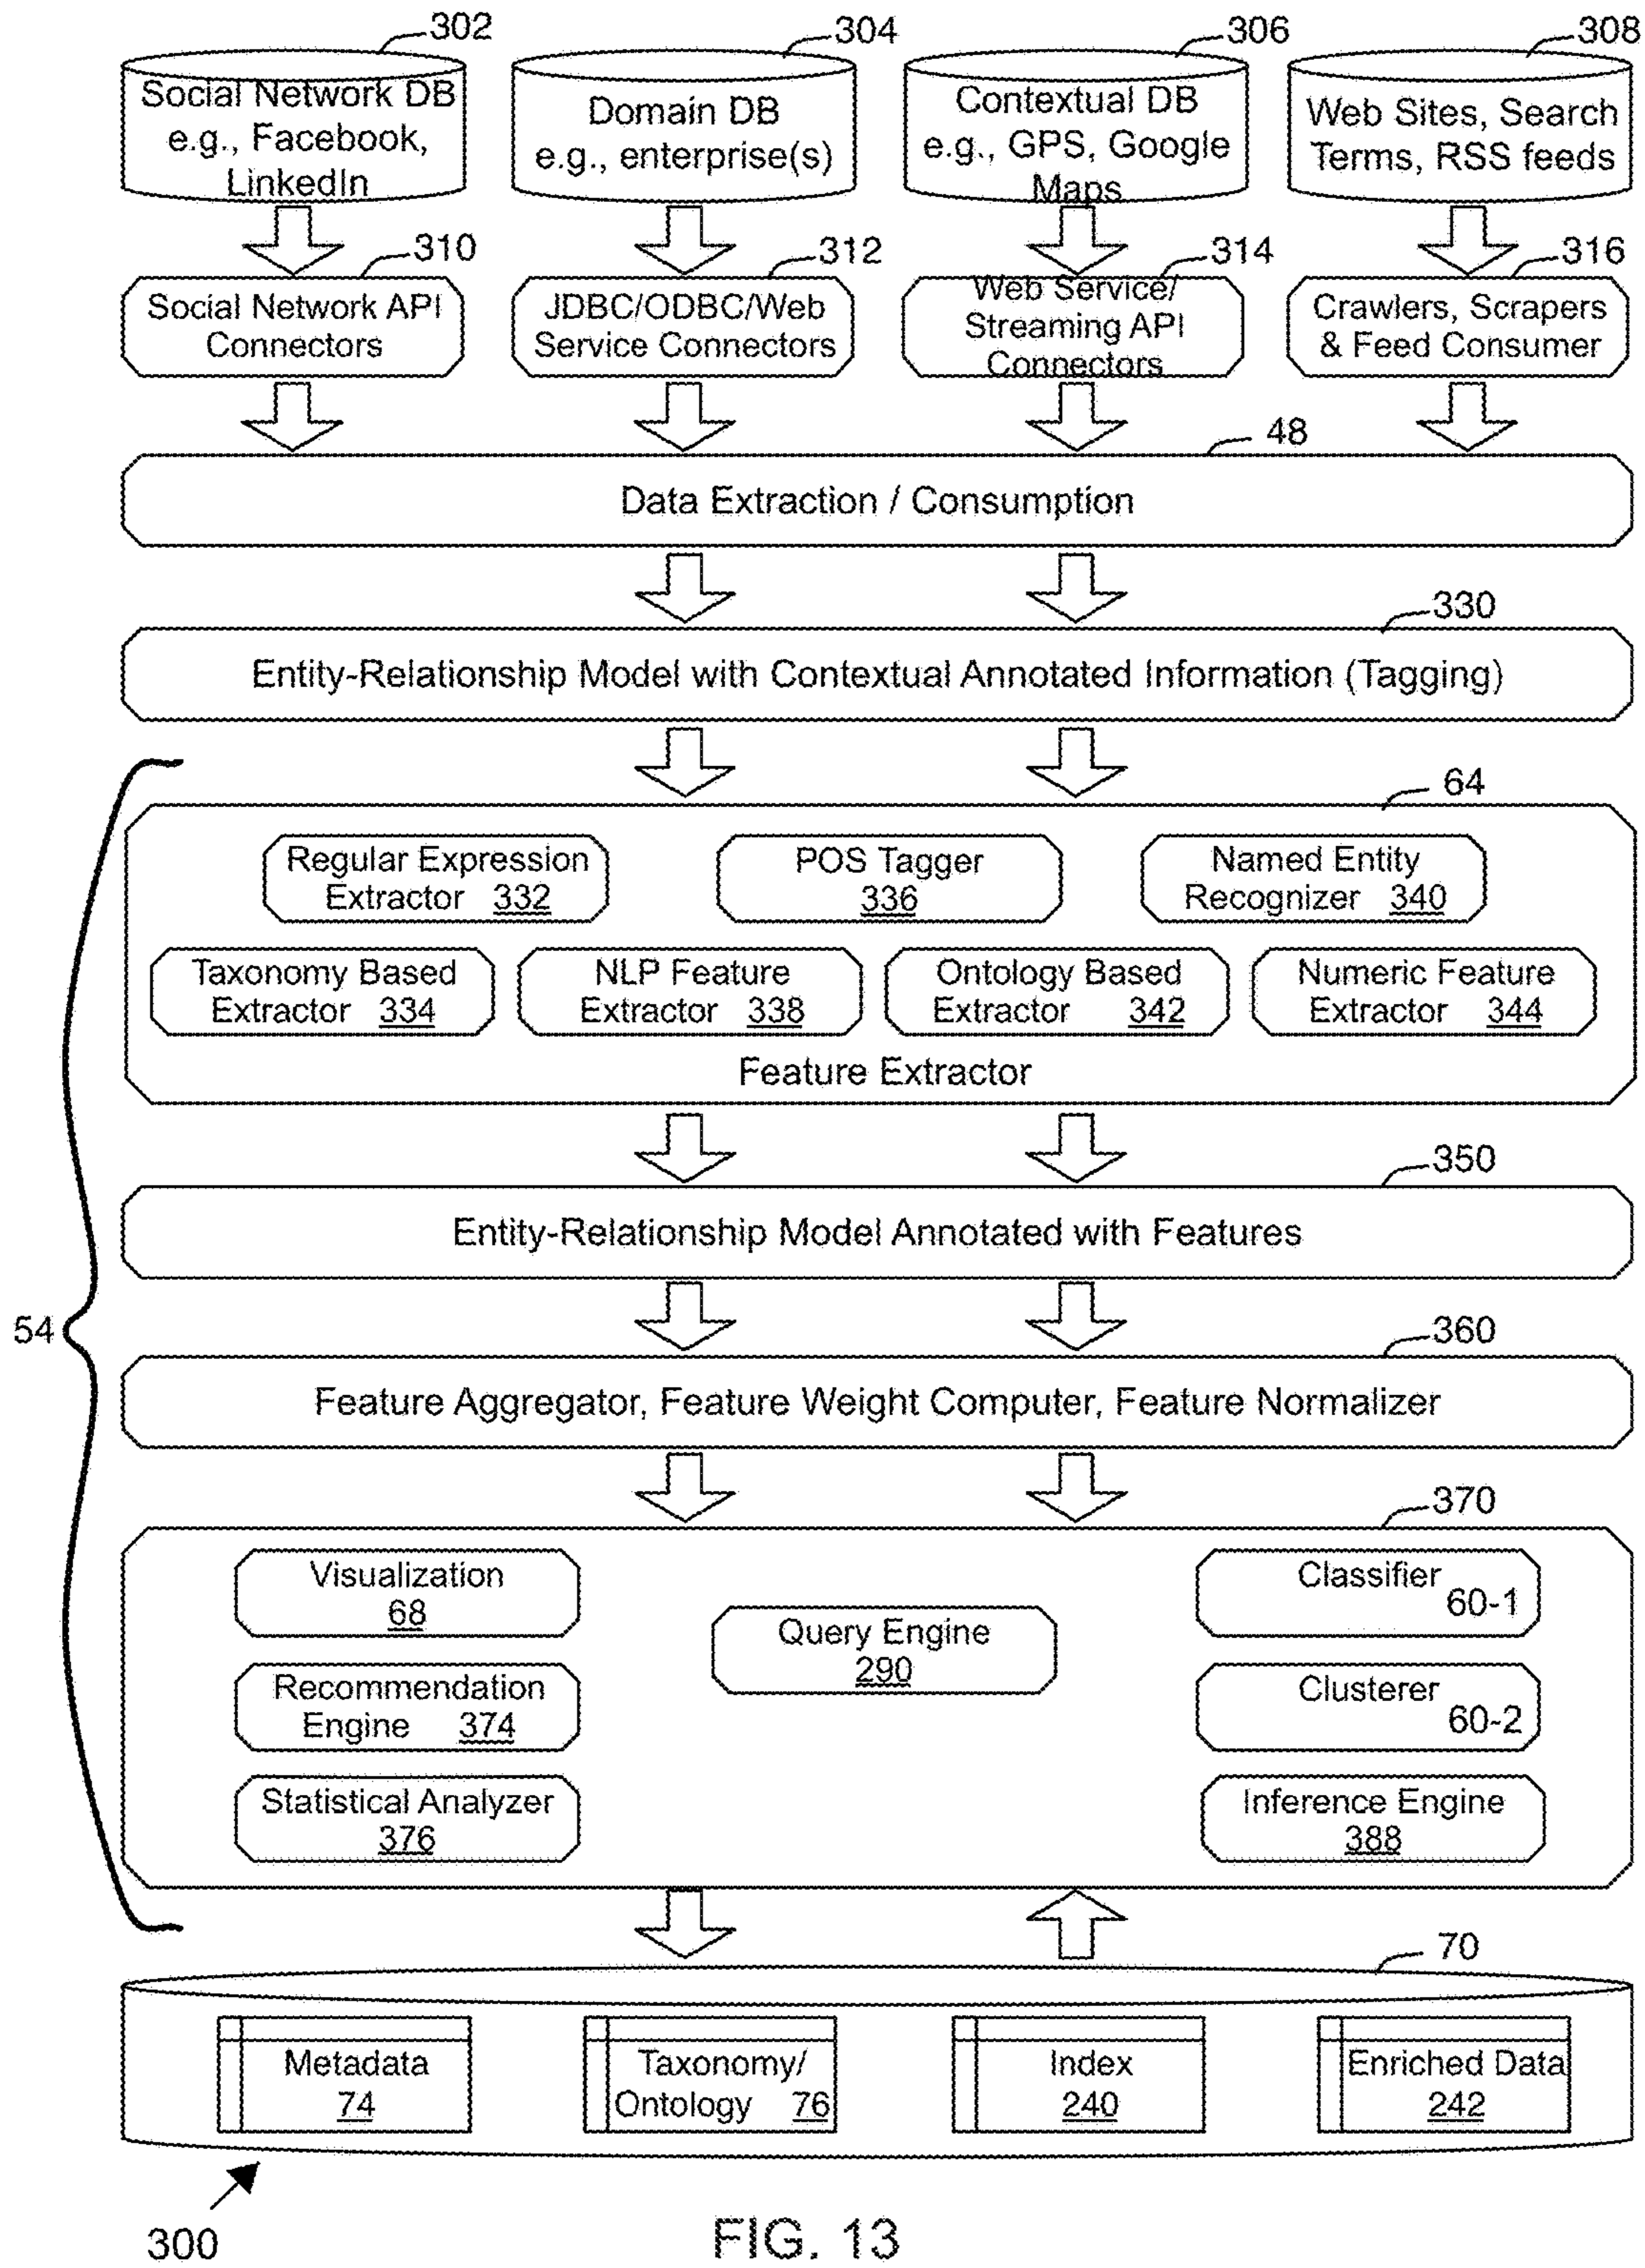 302
304
306
308
Social Network DB
e.g., Facebook,
LinkedIn
Domain DB
e.g., enterprise(s)
Contextual DB
e.g., GPS, Google
Maps
Web Sites, Search
Terms, RSS feeds
310
312
314
316
Social Network API
Connectors
JDBC/ODBC/Web
Service Connectors
Web Service/
Streaming API
Connectors
Crawlers, Scrapers
& Feed Consumer
48
Data Extraction / Consumption
330
Entity-Relationship Model with Contextual Annotated Information (Tagging)
64
Regular Expression
Extractor 332
POS Tagger
336
Named Entity
Recognizer 340
Taxonomy Based
Extractor 334
NLP Feature
Extractor 338
Ontology Based
Extractor 342
Numeric Feature
Extractor 344
Feature Extractor
350
Entity-Relationship Model Annotated with Features
54
360
Feature Aggregator, Feature Weight Computer, Feature Normalizer
370
Visualization
68
Query Engine
290
Classifier
60-1
Recommendation
Engine 374
Clusterer
60-2
Statistical Analyzer
376
Inference Engine
388
70
Metadata
74
Taxonomy/
Ontology 76
Index
240
Enriched Data
242
300
FIG. 13